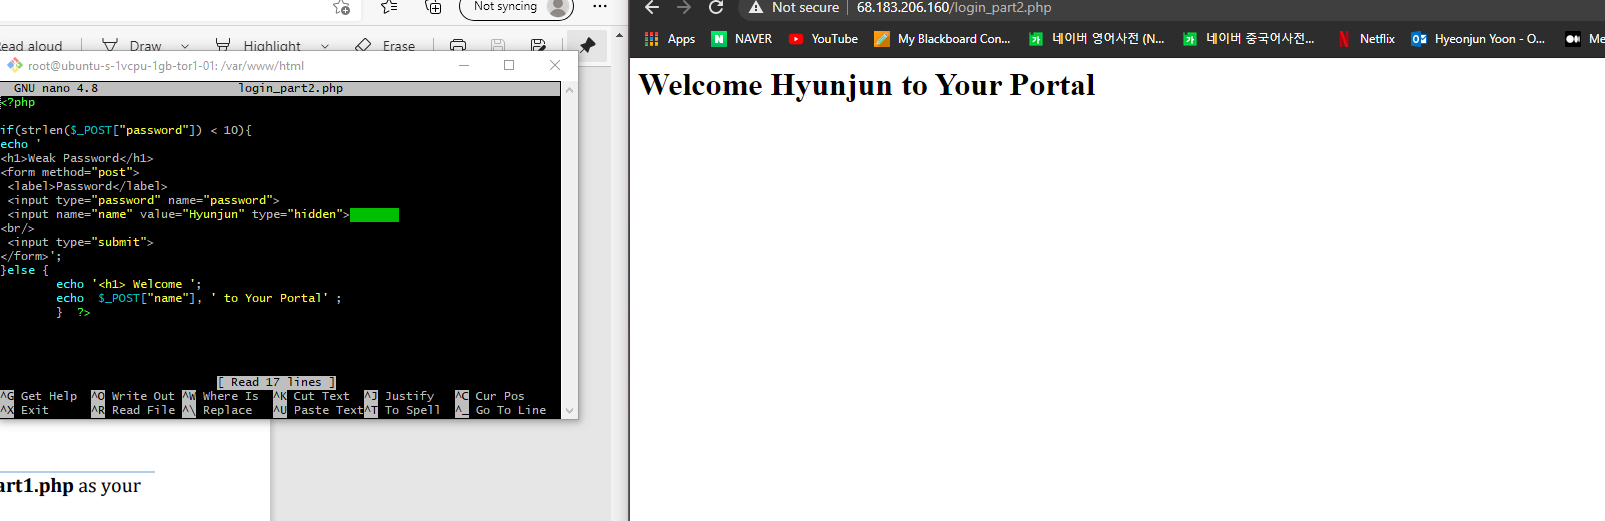 Not syncing
Read aloud
Draw
Highlight
Erase
root@ubuntu-s-1vcpu-1gb-tor1-01: /var/www/html
GNU nano 4.8 login_part2.php
<?php
if(strlen($_POST["password"]) < 10){
echo '
<h1>Weak Password</h1>
<form method="post">
<label>Password</label>
<input type="password" name="password">
<input name="name" value="Hyunjun" type="hidden">
<br/>
<input type="submit">
</form>';
}else {
echo '<h1> Welcome ';
echo  $_POST["name"], ' to Your Portal' ;
}  ?>
[ Read 17 lines ]
^G Get Help ^O Write Out ^W Where Is ^K Cut Text ^J Justify ^C Cur Pos
^X Exit ^R Read File ^\ Replace ^U Paste Text ^T To Spell ^_ Go To Line
art1.php as your
Not secure | 68.183.206.160/login_part2.php
Apps NAVER YouTube My Blackboard Con... 네이버 영어사전 (N... 네이버 중국어사전... Netflix Hyeonjun Yoon - O... Me
Welcome Hyunjun to Your Portal